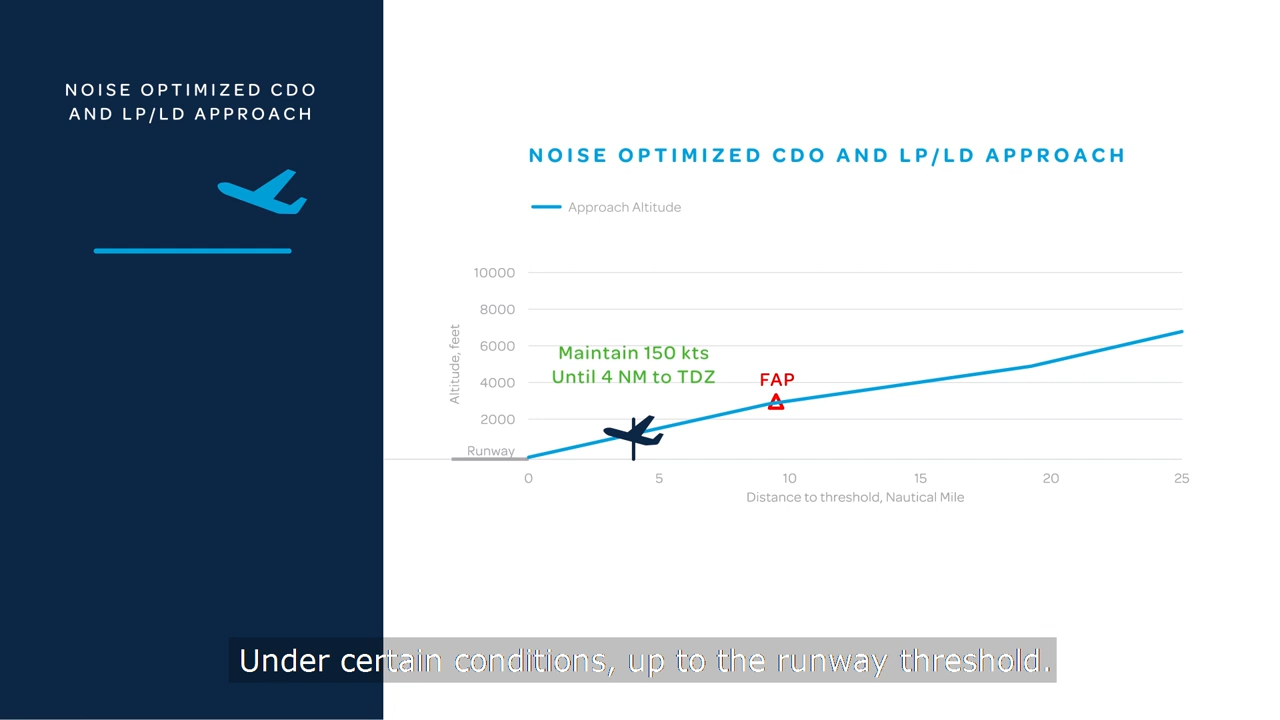 NOISE OPTIMIZED CDO
AND LP/LD APPROACH
NOISE OPTIMIZED CDO AND LP/LD APPROACH
Approach Altitude
Altitude, feet
10000
8000
6000
4000
2000
Runway
Maintain 150 kts
Until 4 NM to TDZ
FAP
0 5 10 15 20 25
Distance to threshold, Nautical Mile
Under certain conditions, up to the runway threshold.